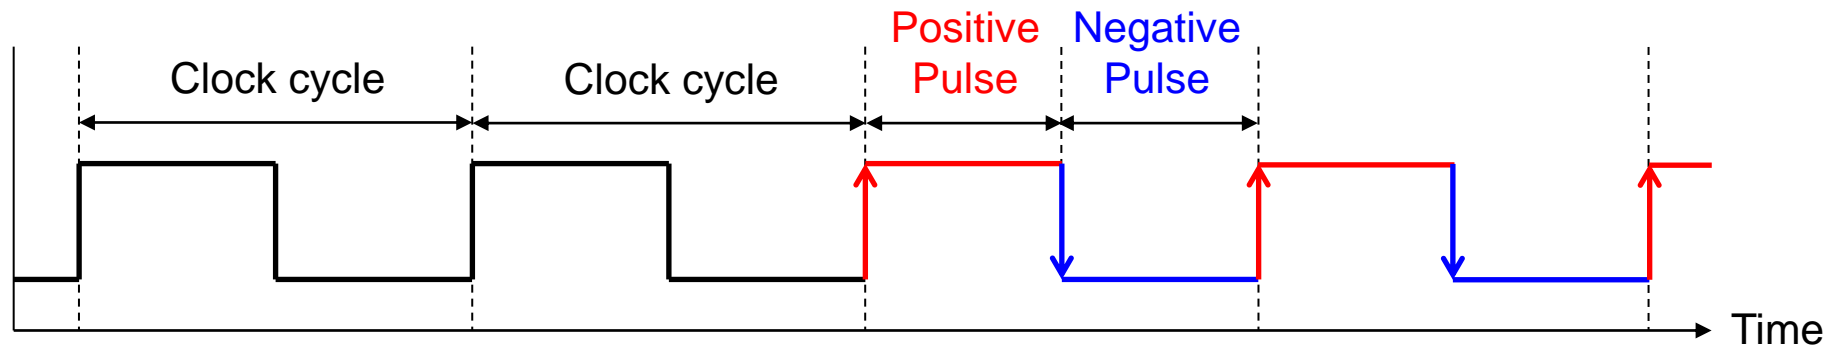 Clock cycle
Clock cycle
Positive
Pulse
Negative
Pulse
Time